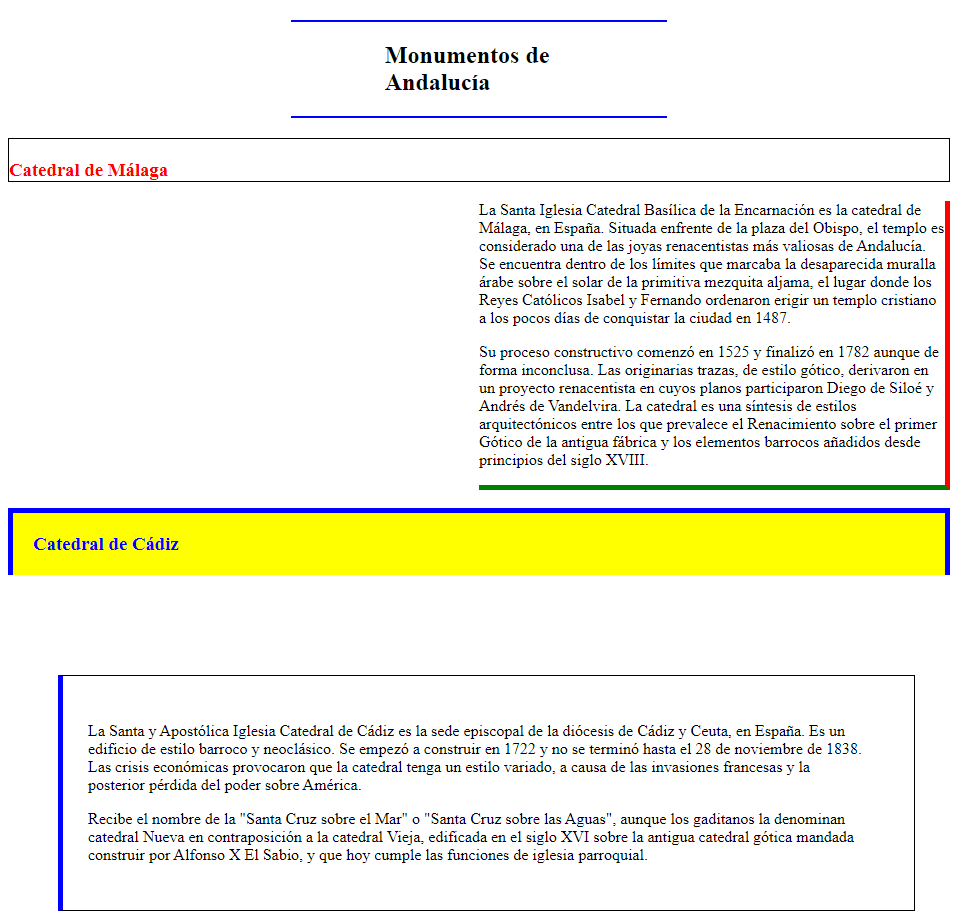 Monumentos de
Andalucía
Catedral de Málaga
La Santa Iglesia Catedral Basílica de la Encarnación es la catedral de
Málaga, en España. Situada enfrente de la plaza del Obispo, el templo es
considerado una de las joyas renacentistas más valiosas de Andalucía.
Se encuentra dentro de los límites que marcaba la desaparecida muralla
árabe sobre el solar de la primitiva mezquita aljama, el lugar donde los
Reyes Católicos Isabel y Fernando ordenaron erigir un templo cristiano
a los pocos días de conquistar la ciudad en 1487.
Su proceso constructivo comenzó en 1525 y finalizó en 1782 aunque de
forma inconclusa. Las originarias trazas, de estilo gótico, derivaron en
un proyecto renacentista en cuyos planos participaron Diego de Siloé y
Andrés de Vandelvira. La catedral es una síntesis de estilos
arquitectónicos entre los que prevalece el Renacimiento sobre el primer
Gótico de la antigua fábrica y los elementos barrocos añadidos desde
principios del siglo XVIII.
Catedral de Cádiz
La Santa y Apostólica Iglesia Catedral de Cádiz es la sede episcopal de la diócesis de Cádiz y Ceuta, en España. Es un
edificio de estilo barroco y neoclásico. Se empezó a construir en 1722 y no se terminó hasta el 28 de noviembre de 1838.
Las crisis económicas provocaron que la catedral tenga un estilo variado, a causa de las invasiones francesas y la
posterior pérdida del poder sobre América.
Recibe el nombre de la "Santa Cruz sobre el Mar" o "Santa Cruz sobre las Aguas", aunque los gaditanos la denominan
catedral Nueva en contraposición a la catedral Vieja, edificada en el siglo XVI sobre la antigua catedral gótica mandada
construir por Alfonso X El Sabio, y que hoy cumple las funciones de iglesia parroquial.